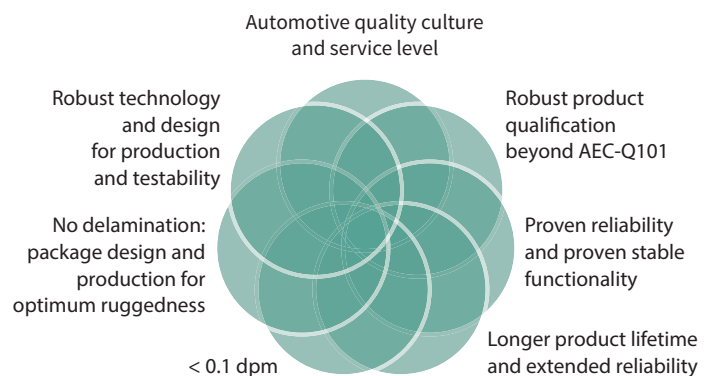 Automotive quality culture
and service level
Robust technology
and design
for production
and testability
Robust product
qualification
beyond AEC-Q101
No delamination:
package design and
production for
optimum ruggedness
Proven reliability
and proven stable
functionality
< 0.1 dpm
Longer product lifetime
and extended reliability